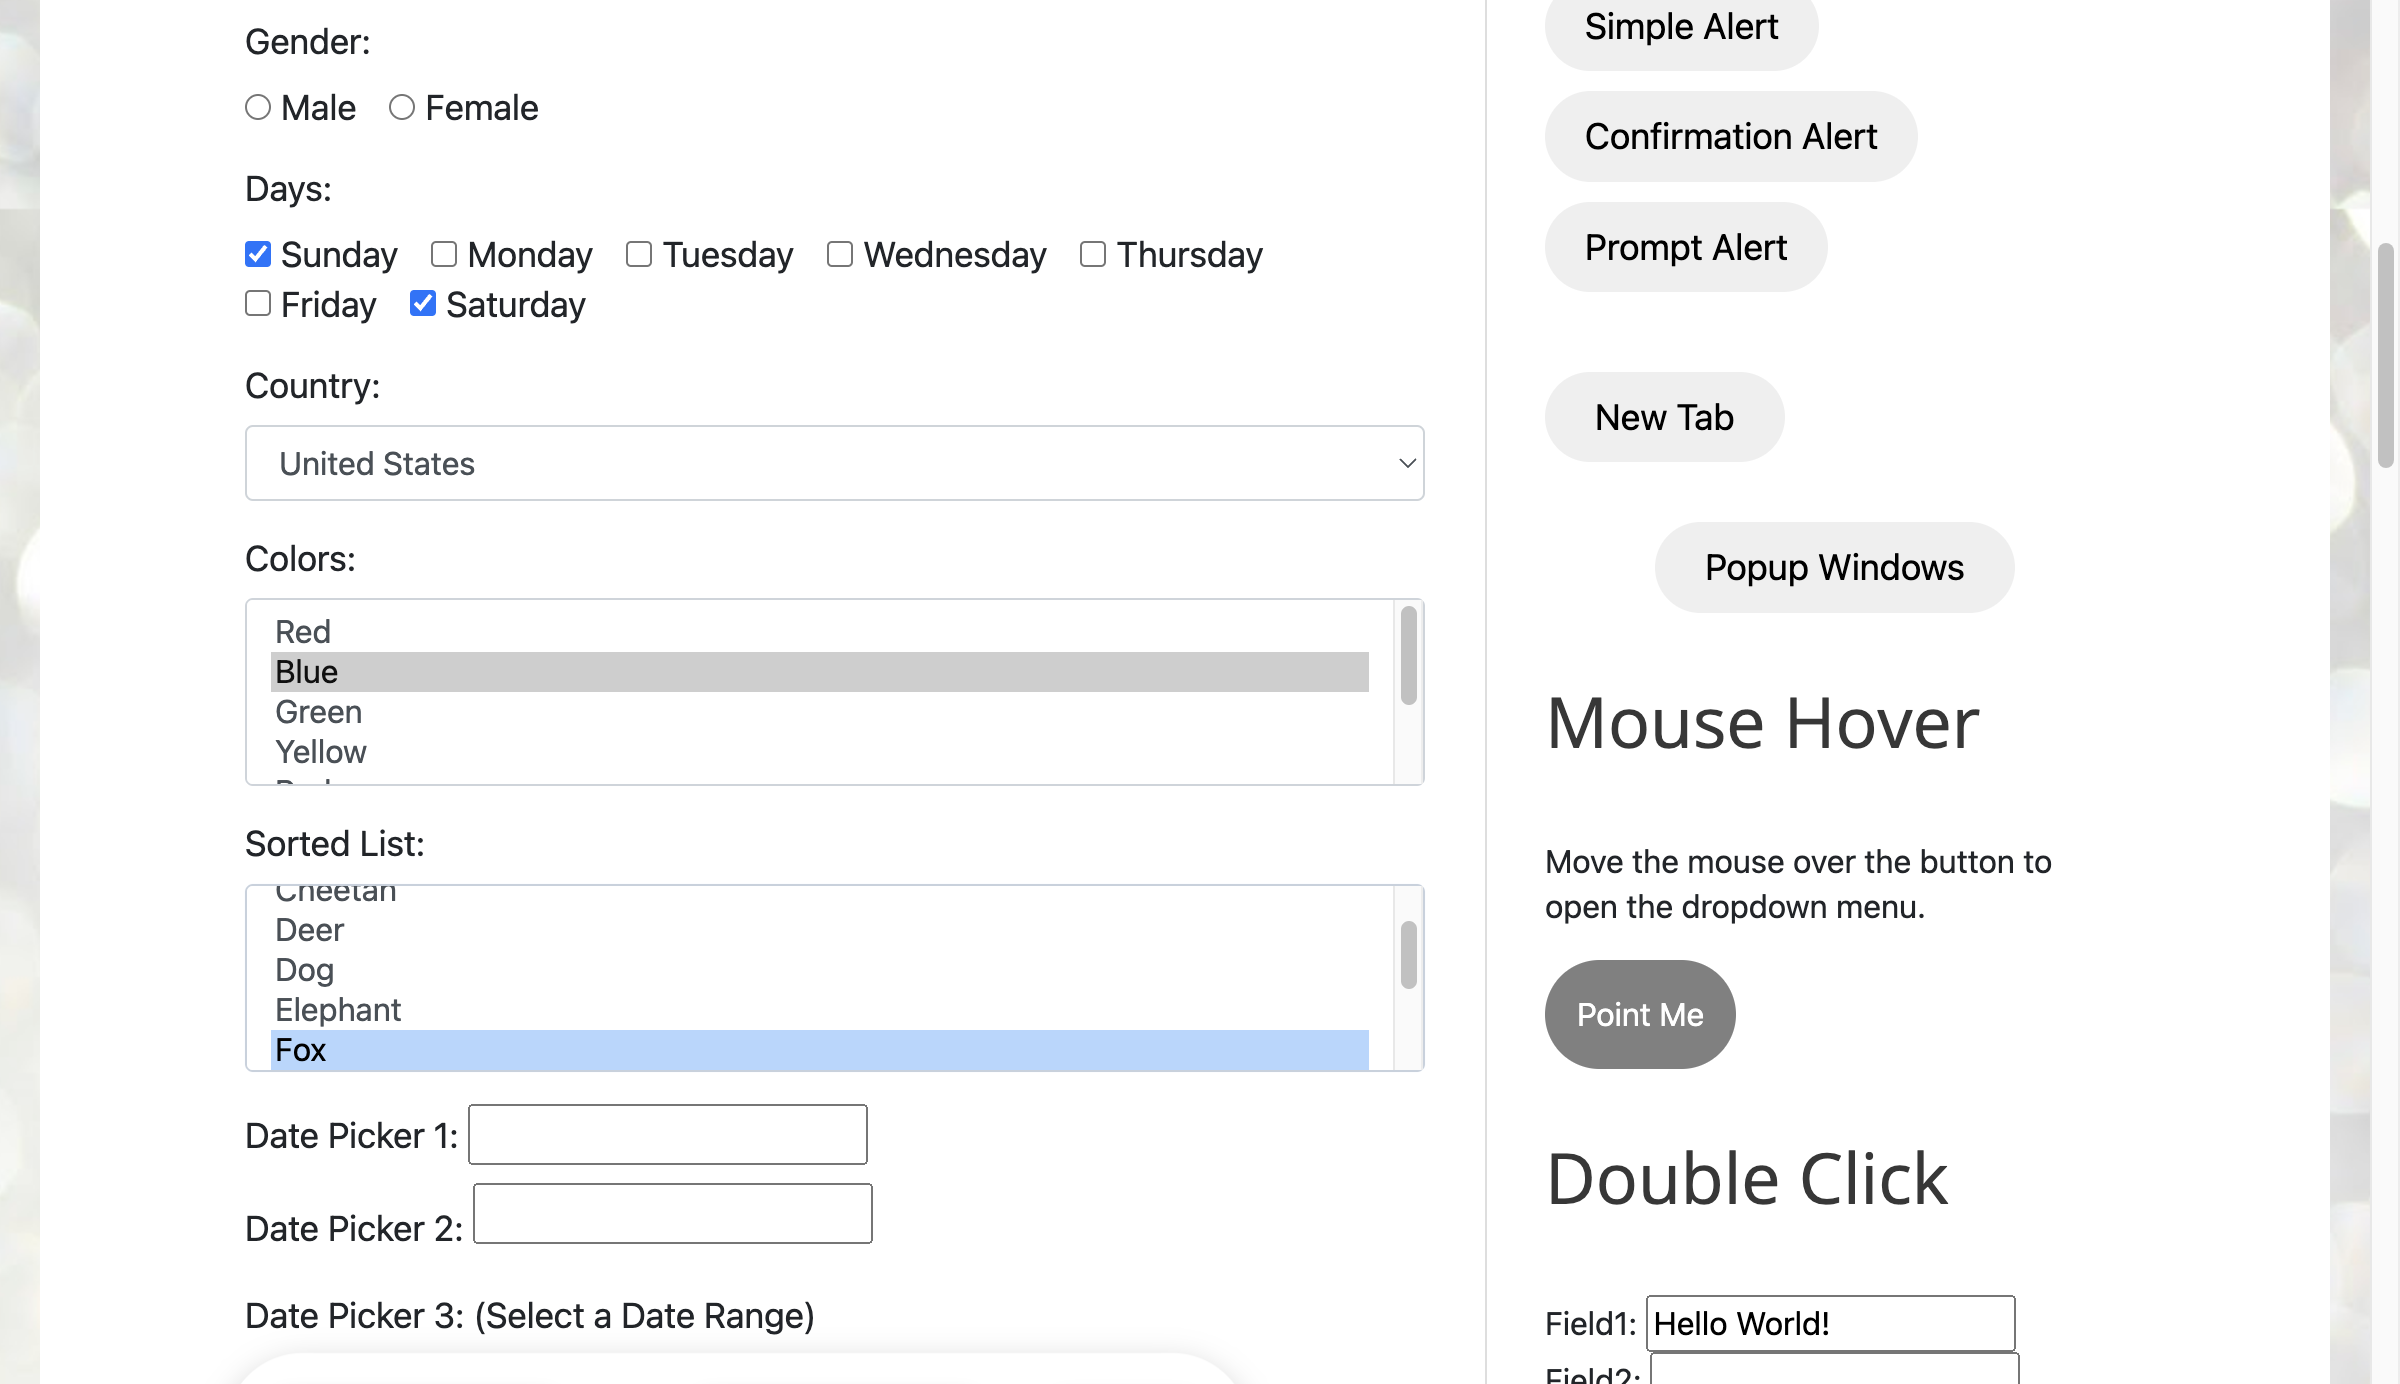 Gender:
Male Female
Days:
Sunday Monday Tuesday Wednesday Thursday
Friday Saturday
Country:
United States
Colors:
Red
Blue
Green
Yellow
Sorted List:
Cheetah
Deer
Dog
Elephant
Fox
Date Picker 1:
Date Picker 2:
Date Picker 3: (Select a Date Range)
Simple Alert
Confirmation Alert
Prompt Alert
New Tab
Popup Windows
Mouse Hover
Move the mouse over the button to
open the dropdown menu.
Point Me
Double Click
Field1: Hello World!
Field2: